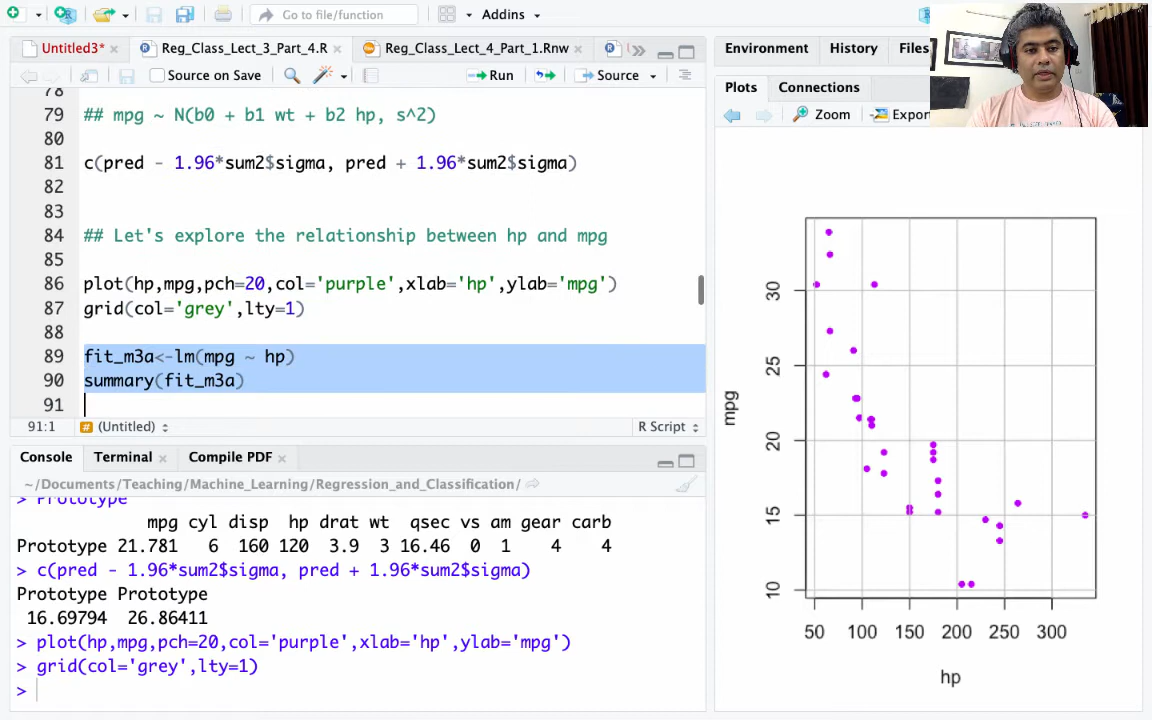 Go to file/function
Addins
Untitled3*
Reg_Class_Lect_3_Part_4.R
Reg_Class_Lect_4_Part_1.Rnw
Source on Save
Run
Source
78
79 ## mpg ~ N(b0 + b1 wt + b2 hp, s^2)
80
81 c(pred - 1.96*sum2$sigma, pred + 1.96*sum2$sigma)
82
83
84 ## Let's explore the relationship between hp and mpg
85
86 plot(hp,mpg,pch=20,col='purple',xlab='hp',ylab='mpg')
87 grid(col='grey',lty=1)
88
89 fit_m3a<-lm(mpg ~ hp)
90 summary(fit_m3a)
91
91:1 # (Untitled) R Script
Console Terminal Compile PDF
~/Documents/Teaching/Machine_Learning/Regression_and_Classification/
> Prototype
mpg cyl disp hp drat wt qsec vs am gear carb
Prototype 21.781 6 160 120 3.9 3 16.46 0 1 4 4
> c(pred - 1.96*sum2$sigma, pred + 1.96*sum2$sigma)
Prototype Prototype
16.69794 26.86411
> plot(hp,mpg,pch=20,col='purple',xlab='hp',ylab='mpg')
> grid(col='grey',lty=1)
>
Environment History Files
Plots Connections
Zoom Expor
mpg
30
25
20
15
10
50 100 150 200 250 300
hp